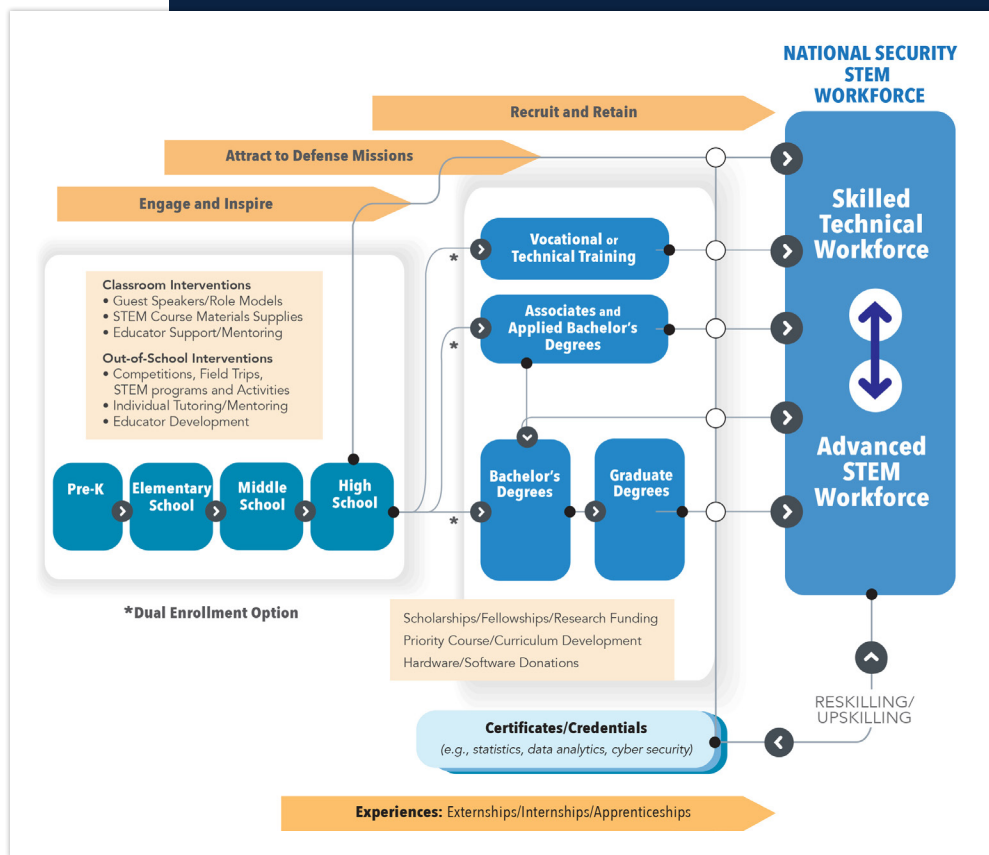 NATIONAL SECURITY
STEM
WORKFORCE
Recruit and Retain
Attract to Defense Missions
Engage and Inspire
Classroom Interventions
• Guest Speakers/Role Models
• STEM Course Materials Supplies
• Educator Support/Mentoring
Out-of-School Interventions
• Competitions, Field Trips,
STEM programs and Activities
• Individual Tutoring/Mentoring
• Educator Development
Pre-K
Elementary
School
Middle
School
High
School
*Dual Enrollment Option
*
Vocational or
Technical Training
*
Associates and
Applied Bachelor's
Degrees
*
Bachelor's
Degrees
Graduate
Degrees
Scholarships/Fellowships/Research Funding
Priority Course/Curriculum Development
Hardware/Software Donations
Skilled
Technical
Workforce
Advanced
STEM
Workforce
RESKILLING/
UPSKILLING
Certificates/Credentials
(e.g., statistics, data analytics, cyber security)
Experiences: Externships/Internships/Apprenticeships